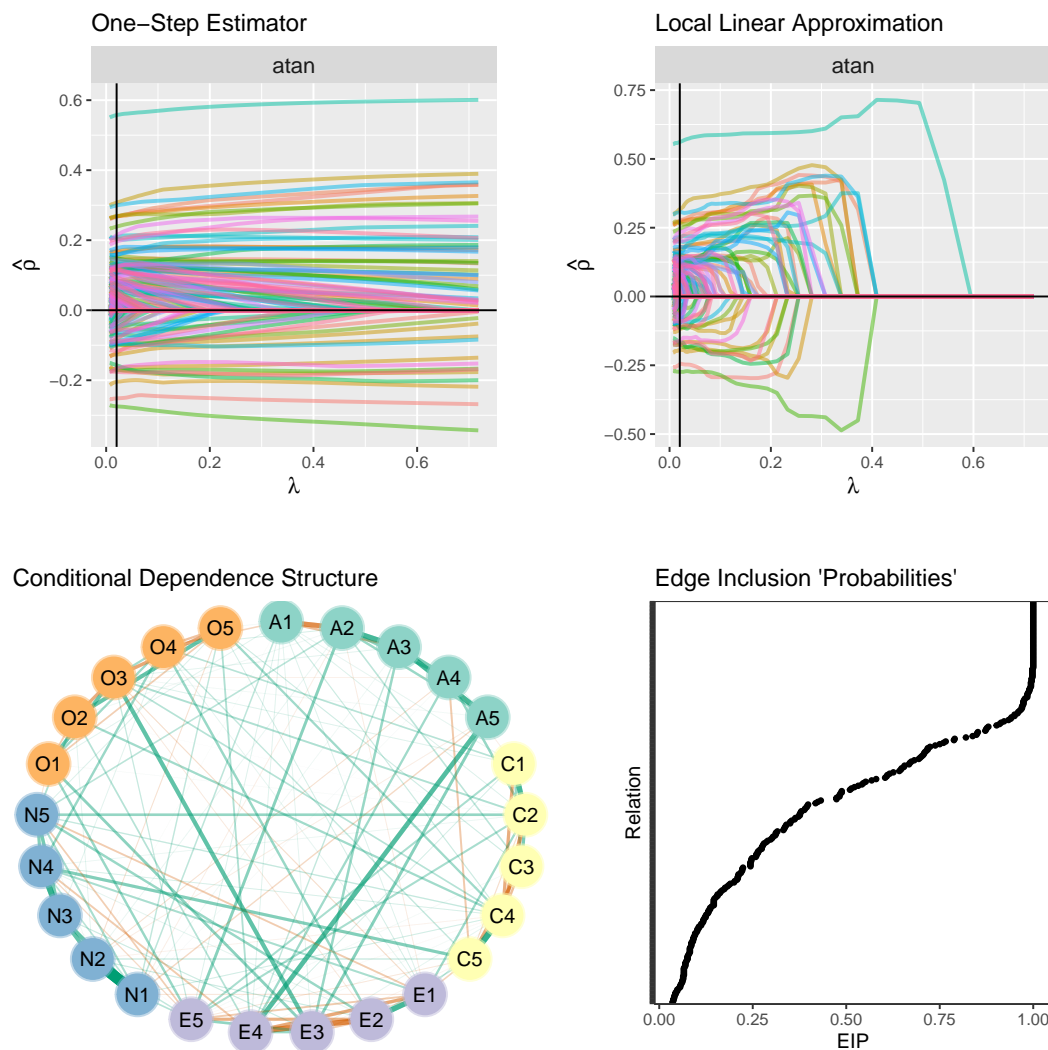 One−Step Estimator
atan
0.6
0.4
0.2
0.0
−0.2
ρ̂
0.0 0.2 0.4 0.6
λ
Local Linear Approximation
atan
0.75
0.50
0.25
0.00
−0.25
−0.50
ρ̂
0.0 0.2 0.4 0.6
λ
Conditional Dependence Structure
A1
A2
A3
A4
A5
C1
C2
C3
C4
C5
E1
E2
E3
E4
E5
N1
N2
N3
N4
N5
O1
O2
O3
O4
O5
Edge Inclusion 'Probabilities'
Relation
0.00 0.25 0.50 0.75 1.00
EIP